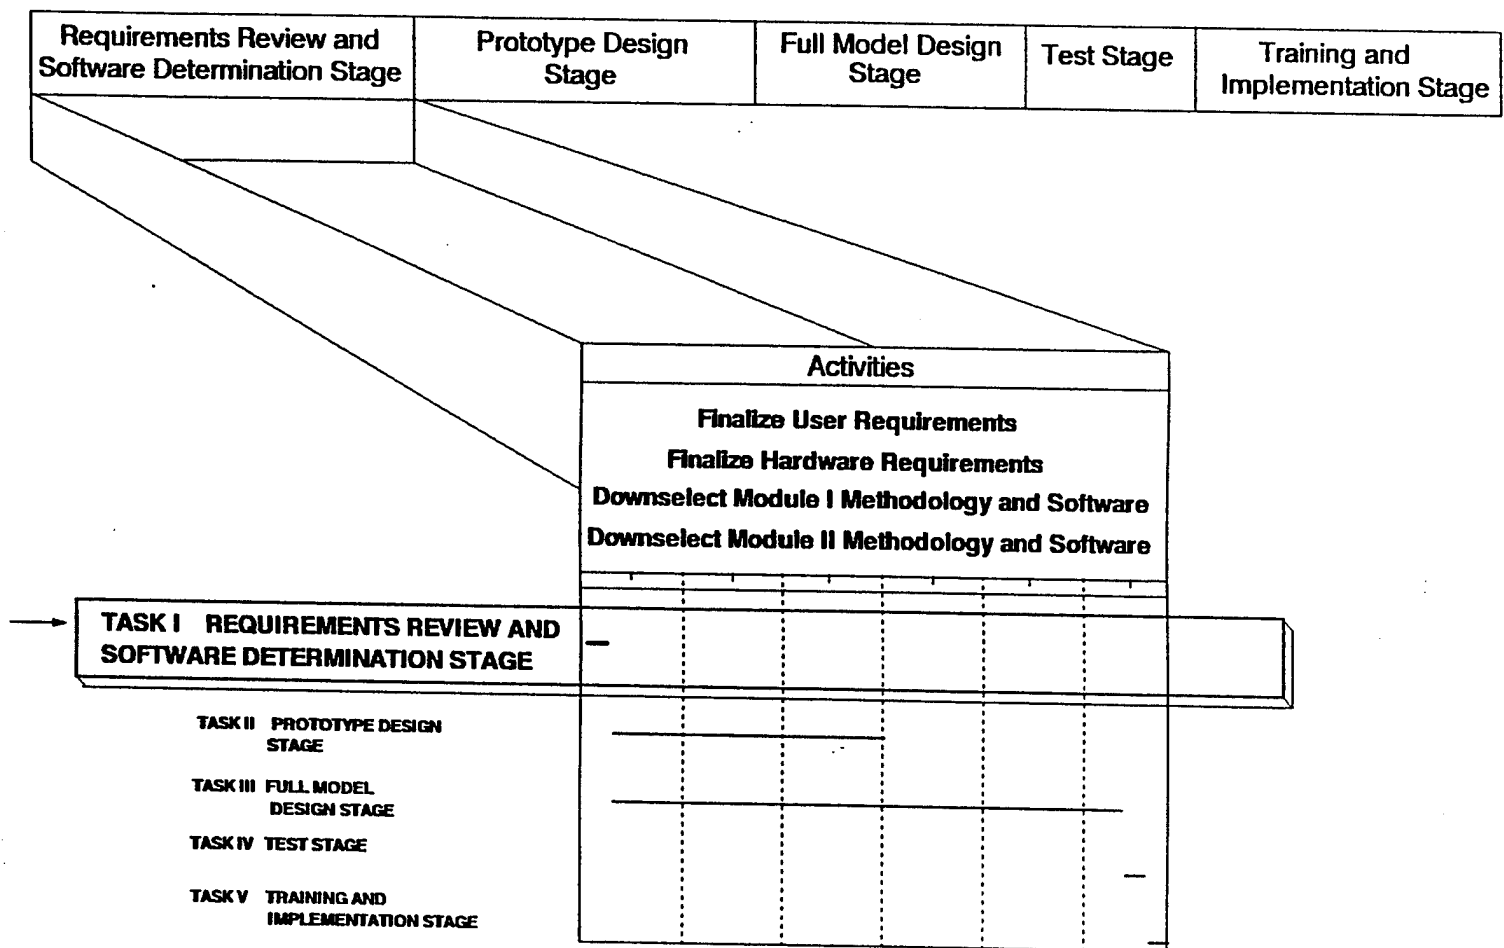 Requirements Review and
Software Determination Stage
Prototype Design
Stage
Full Model Design
Stage
Test Stage
Training and
Implementation Stage
Activities
Finalize User Requirements
Finalize Hardware Requirements
Downselect Module I Methodology and Software
Downselect Module II Methodology and Software
TASK I REQUIREMENTS REVIEW AND
SOFTWARE DETERMINATION STAGE
TASK II PROTOTYPE DESIGN
STAGE
TASK III FULL MODEL
DESIGN STAGE
TASK IV TEST STAGE
TASK V TRAINING AND
IMPLEMENTATION STAGE